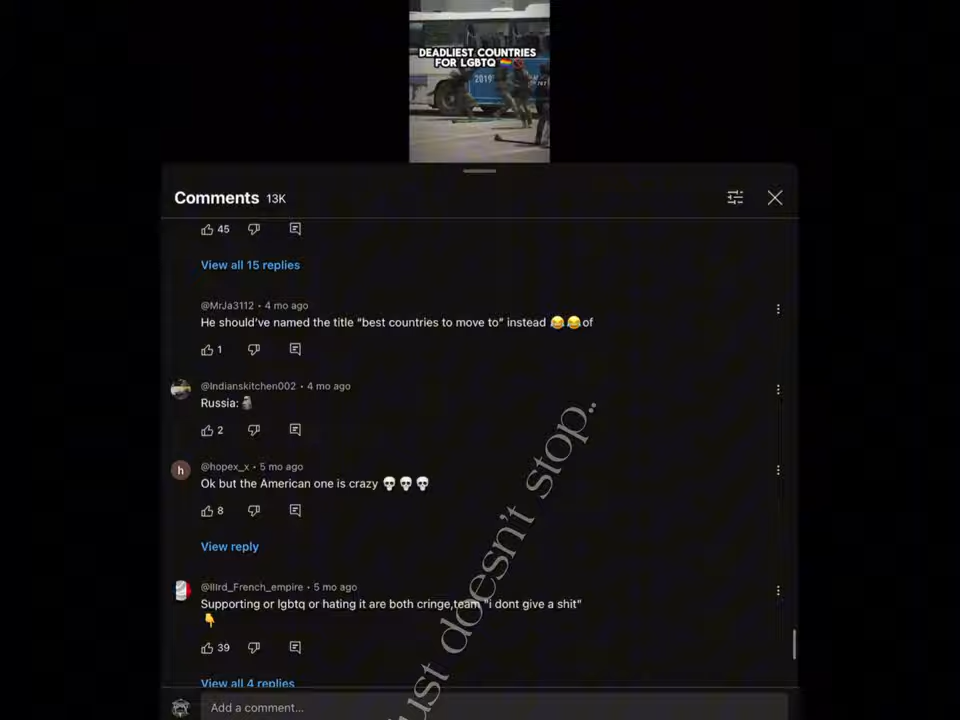 DEADLIEST COUNTRIES
FOR LGBTQ 🏳️‍🌈
2019
Comments 13K
45
View all 15 replies
@MrJa3112 • 4 mo ago
He should've named the title "best countries to move to" instead 😂😂of
1
@Indianskitchen002 • 4 mo ago
Russia:🗿
2
h
@hopex_x • 5 mo ago
Ok but the American one is crazy 💀💀💀
8
View reply
@IIIrd_French_empire • 5 mo ago
Supporting or lgbtq or hating it are both cringe,team "i dont give a shit"
👇
39
View all 4 replies
Add a comment...
just doesn't stop..